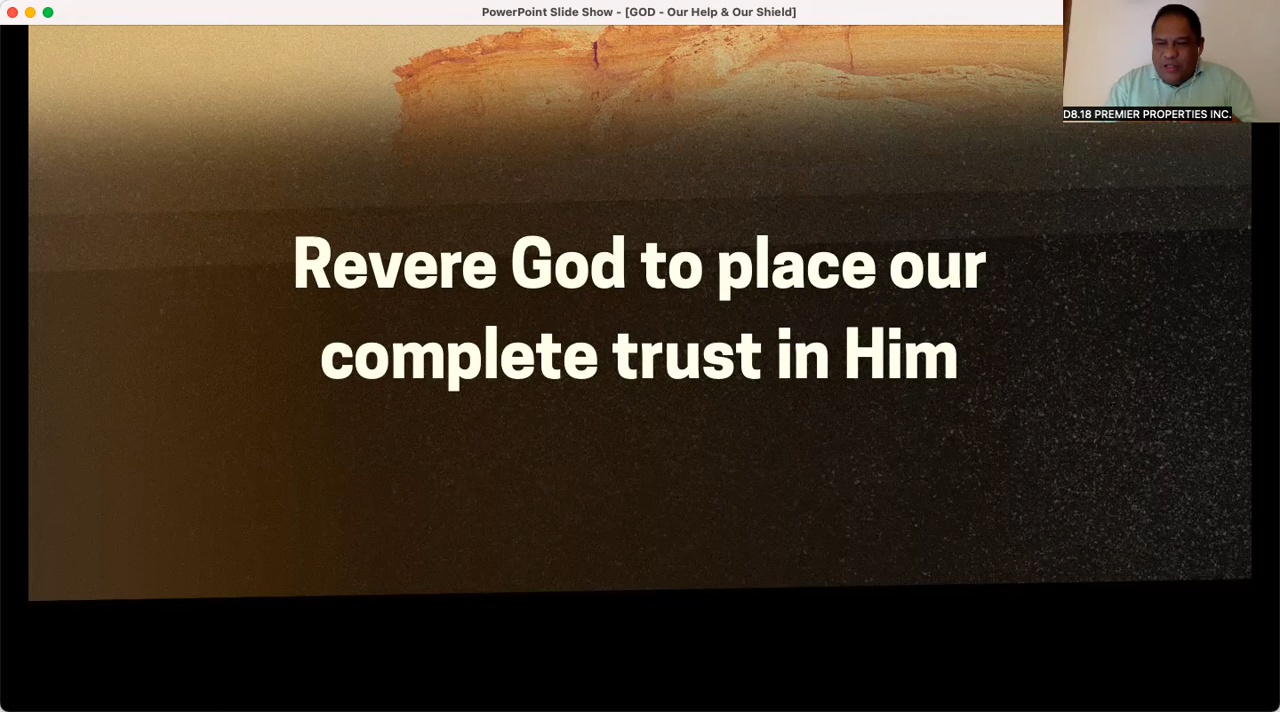 PowerPoint Slide Show - [GOD - Our Help & Our Shield]
D8.18 PREMIER PROPERTIES INC.
Revere God to place our
complete trust in Him